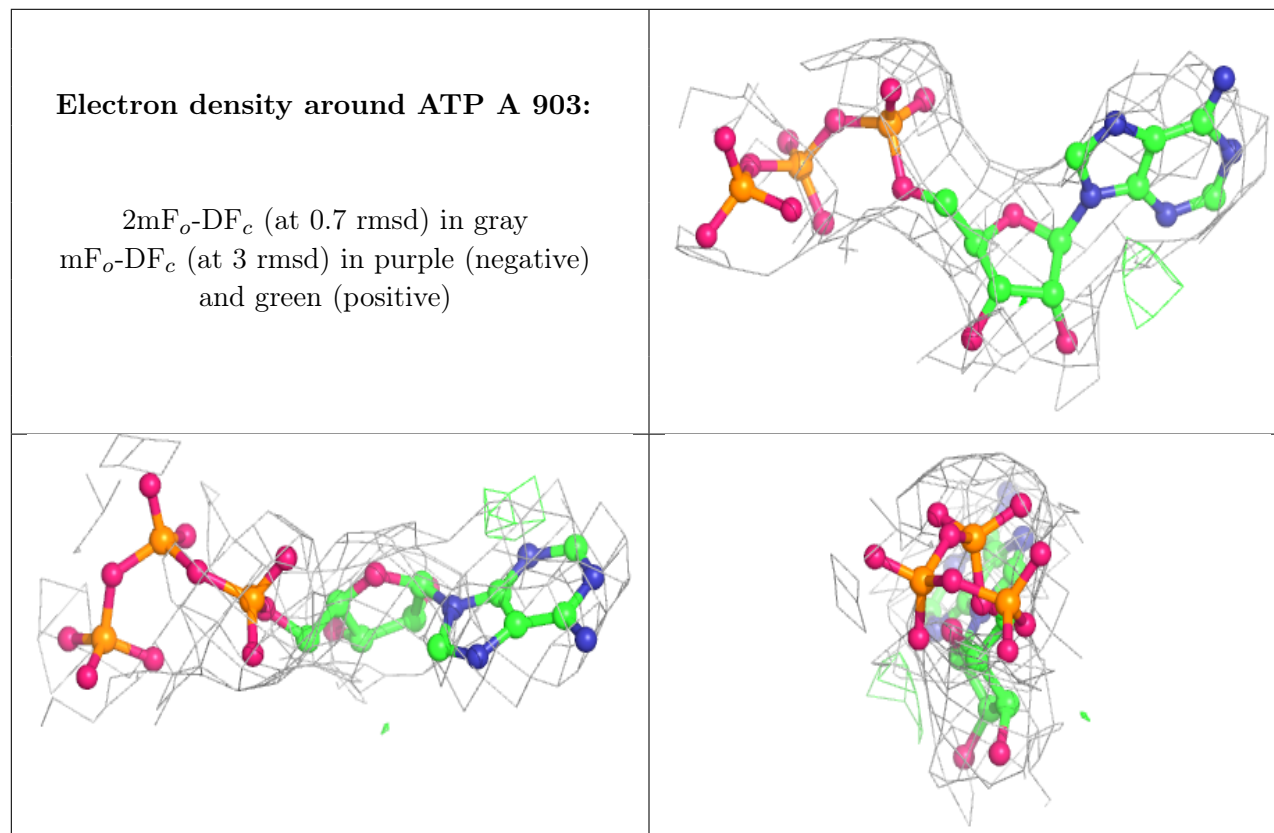 Electron density around ATP A 903:
2mFo-DFc (at 0.7 rmsd) in gray
mFo-DFc (at 3 rmsd) in purple (negative)
and green (positive)